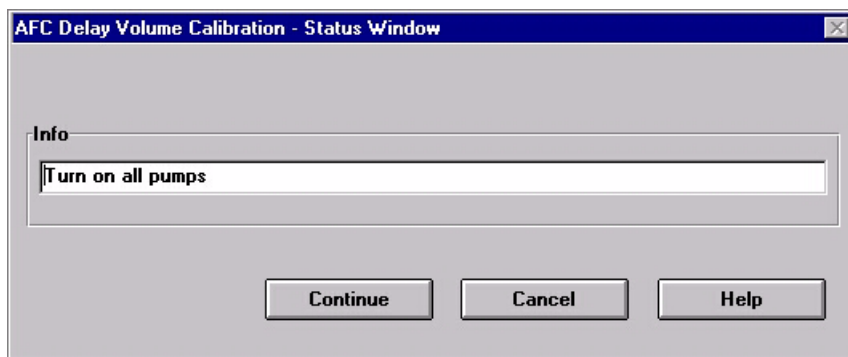 AFC Delay Volume Calibration - Status Window
Info
Turn on all pumps
Continue Cancel Help